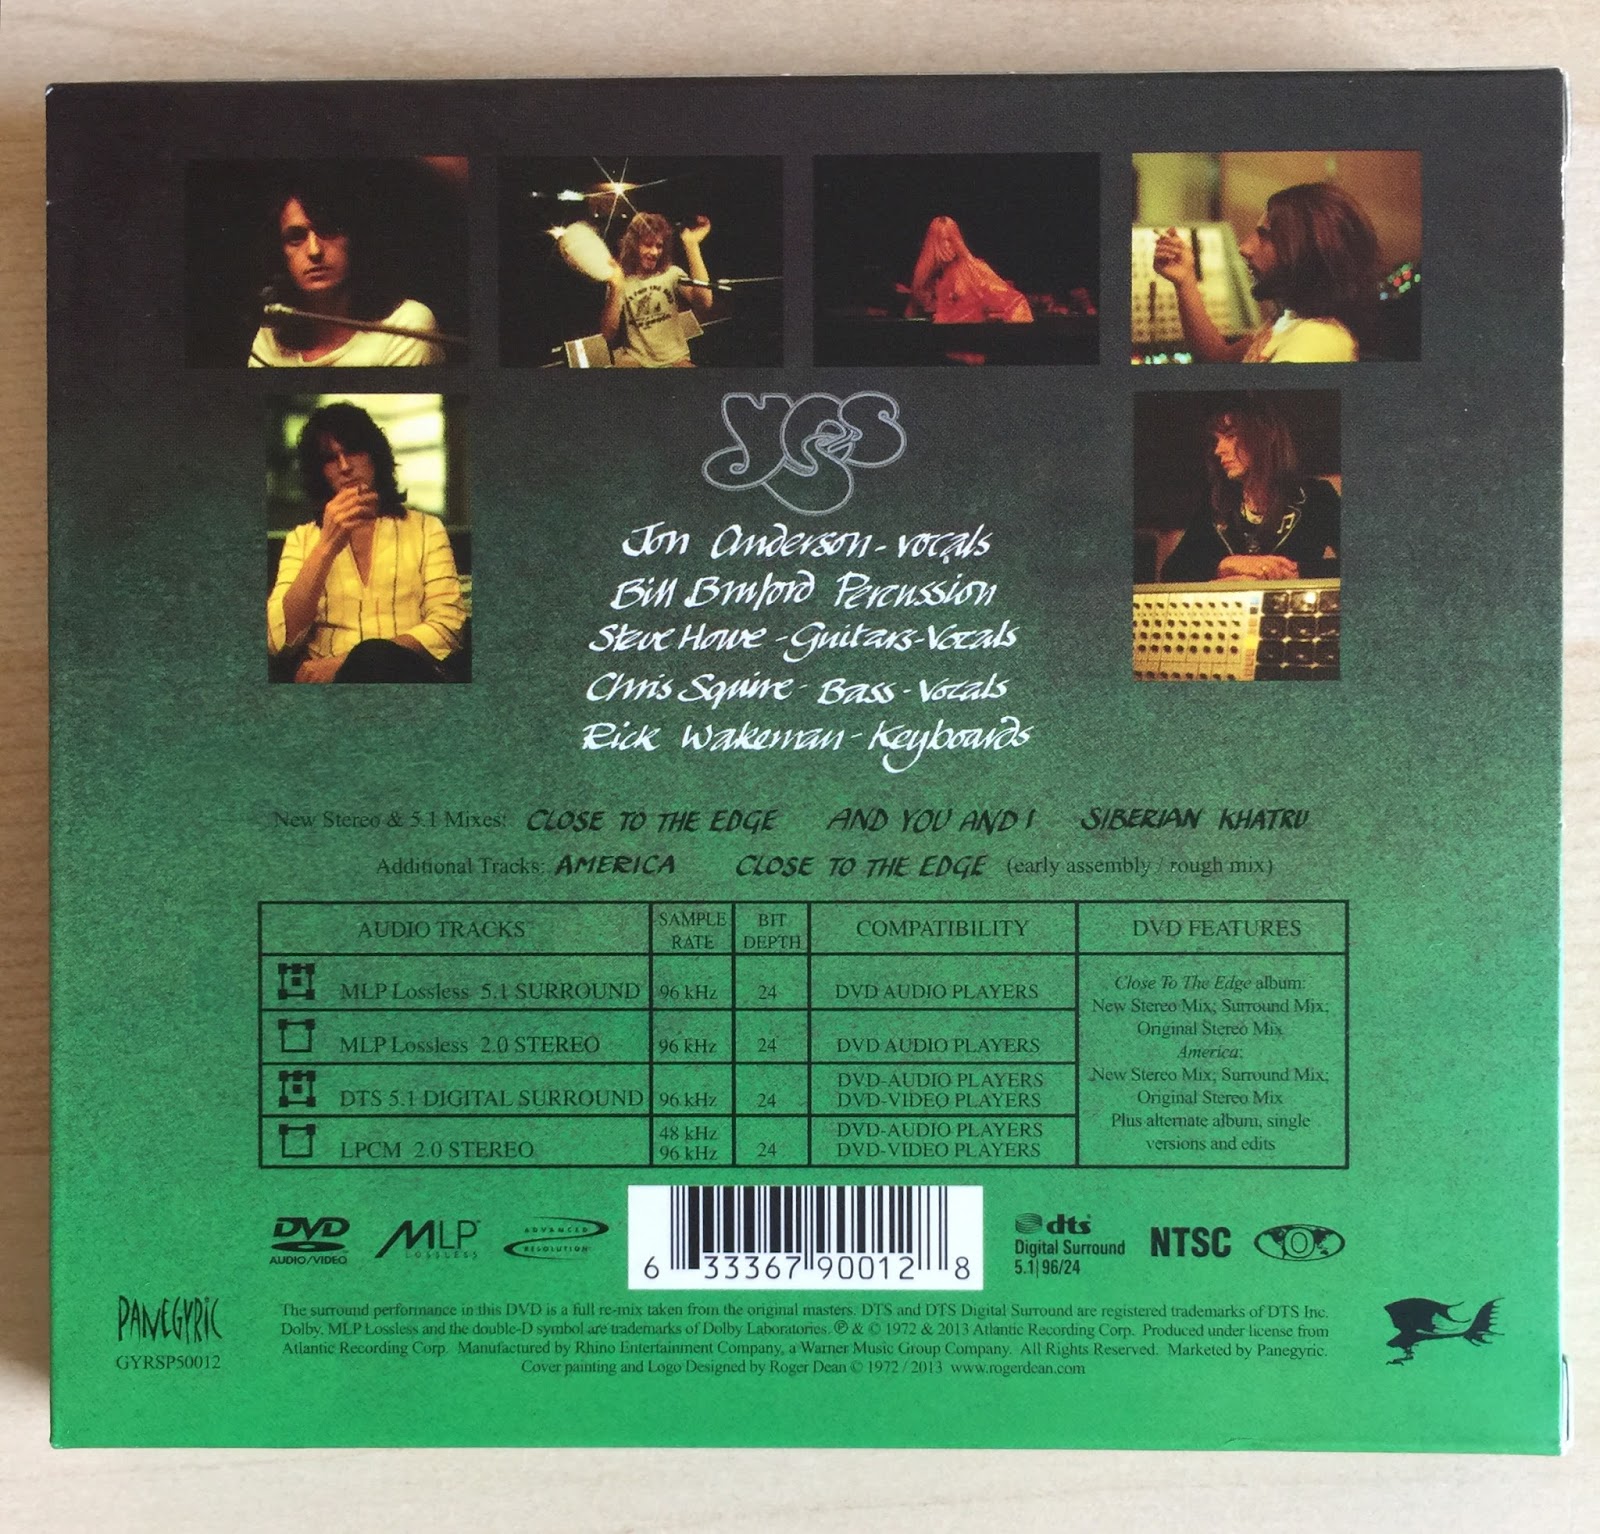 YES
Jon Anderson - vocals
Bill Bruford Percussion
Steve Howe - Guitars - Vocals
Chris Squire - Bass - Vocals
Rick Wakeman - Keyboards
New Stereo & 5.1 Mixes: CLOSE TO THE EDGE AND YOU AND I SIBERIAN KHATRU
Additional Tracks: AMERICA CLOSE TO THE EDGE (early assembly / rough mix)
AUDIO TRACKS SAMPLE RATE BIT DEPTH COMPATIBILITY DVD FEATURES
MLP Lossless 5.1 SURROUND 96 kHz 24 DVD AUDIO PLAYERS
MLP Lossless 2.0 STEREO 96 kHz 24 DVD AUDIO PLAYERS
DTS 5.1 DIGITAL SURROUND 96 kHz 24 DVD-AUDIO PLAYERS
DVD-VIDEO PLAYERS
LPCM 2.0 STEREO 48 kHz 96 kHz 24 DVD-AUDIO PLAYERS
DVD-VIDEO PLAYERS
Close To The Edge album:
New Stereo Mix; Surround Mix;
Original Stereo Mix
America:
New Stereo Mix; Surround Mix;
Original Stereo Mix
Plus alternate album, single
versions and edits
DVD
AUDIO/VIDEO
MLP
LOSSLESS
ADVANCED
RESOLUTION
6 33367 90012 8
dts
Digital Surround
5.1|96/24
NTSC
0
PANEGYRIC
GYRSP50012
The surround performance in this DVD is a full re-mix taken from the original masters. DTS and DTS Digital Surround are registered trademarks of DTS Inc.
Dolby, MLP Lossless and the double-D symbol are trademarks of Dolby Laboratories. ℗ & © 1972 & 2013 Atlantic Recording Corp. Produced under license from
Atlantic Recording Corp. Manufactured by Rhino Entertainment Company, a Warner Music Group Company. All Rights Reserved. Marketed by Panegyric.
Cover painting and Logo Designed by Roger Dean © 1972 / 2013 www.rogerdean.com